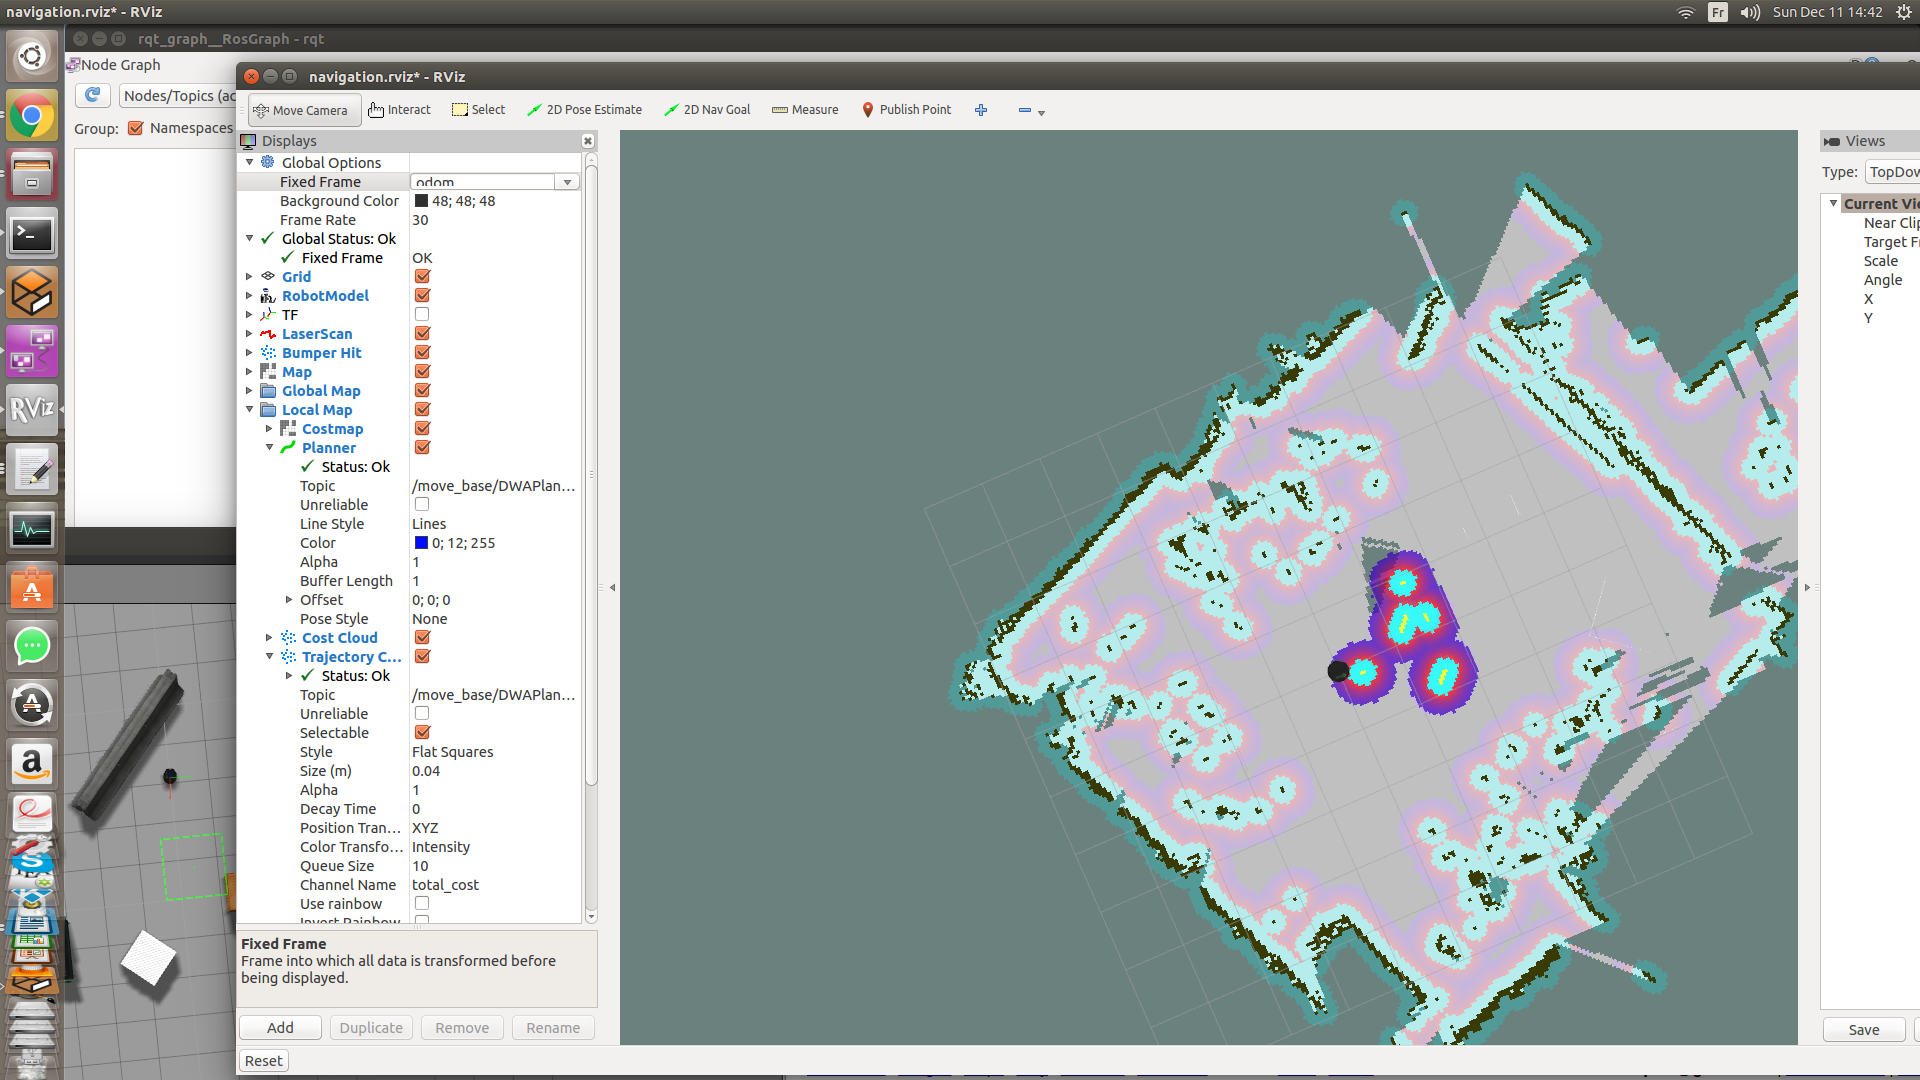 navigation.rviz* - RViz
Fr
Sun Dec 11 14:42
rqt_graph__RosGraph - rqt
Node Graph
Nodes/Topics (ac
Group:
Namespaces
navigation.rviz* - RViz
Move Camera
Interact
Select
2D Pose Estimate
2D Nav Goal
Measure
Publish Point
Displays
Global Options
Fixed Frame odom
Background Color 48; 48; 48
Frame Rate 30
Global Status: Ok
Fixed Frame OK
Grid
RobotModel
TF
LaserScan
Bumper Hit
Map
Global Map
Local Map
Costmap
Planner
Status: Ok
Topic /move_base/DWAPlan...
Unreliable
Line Style Lines
Color 0; 12; 255
Alpha 1
Buffer Length 1
Offset 0; 0; 0
Pose Style None
Cost Cloud
Trajectory C...
Status: Ok
Topic /move_base/DWAPlan...
Unreliable
Selectable
Style Flat Squares
Size (m) 0.04
Alpha 1
Decay Time 0
Position Tran... XYZ
Color Transfo... Intensity
Queue Size 10
Channel Name total_cost
Use rainbow
Invert Rainbow
Fixed Frame
Frame into which all data is transformed before
being displayed.
Add
Duplicate
Remove
Rename
Reset
Views
Type: TopDow
Current Vie
Near Clip
Target Fr
Scale
Angle
X
Y
Save
RViz